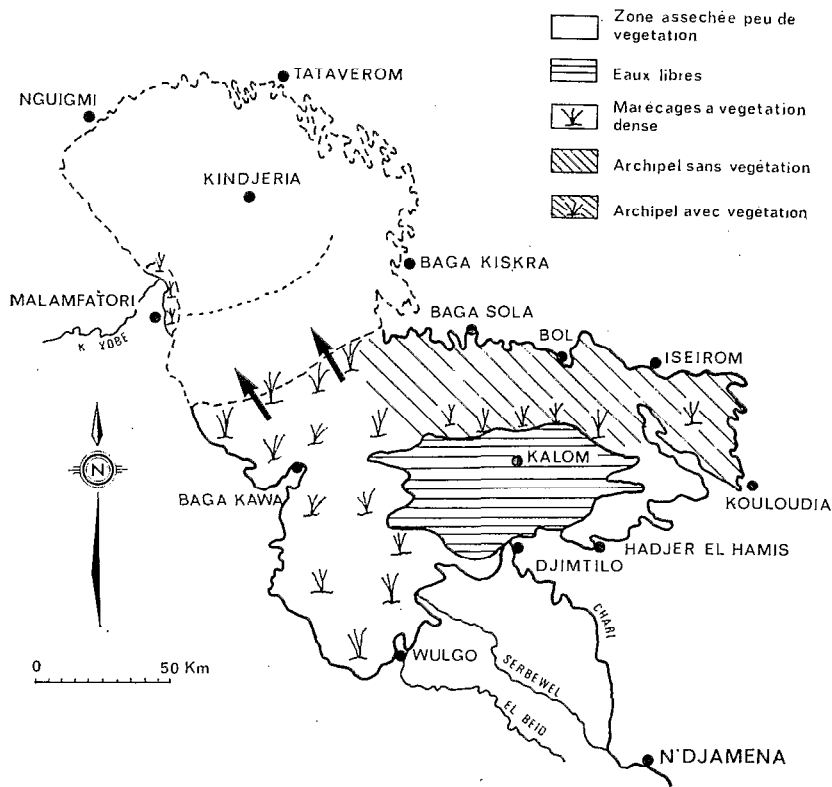 Zone assechée peu de
vegetation
Eaux libres
Marécages a vegetation
dense
Archipel sans végétation
Archipel avec végétation
TATAVEROM
NGUIGMI
KINDJERIA
BAGA KISKRA
MALAMFATORI
BAGA SOLA
K YOBE
BOL
ISEIROM
N
KALOM
BAGA KAWA
KOULOUDIA
HADJER EL HAMIS
DJIMTILO
CHARI
WULGO
0 50 Km
SERBEWEL
EL BEID
N'DJAMENA